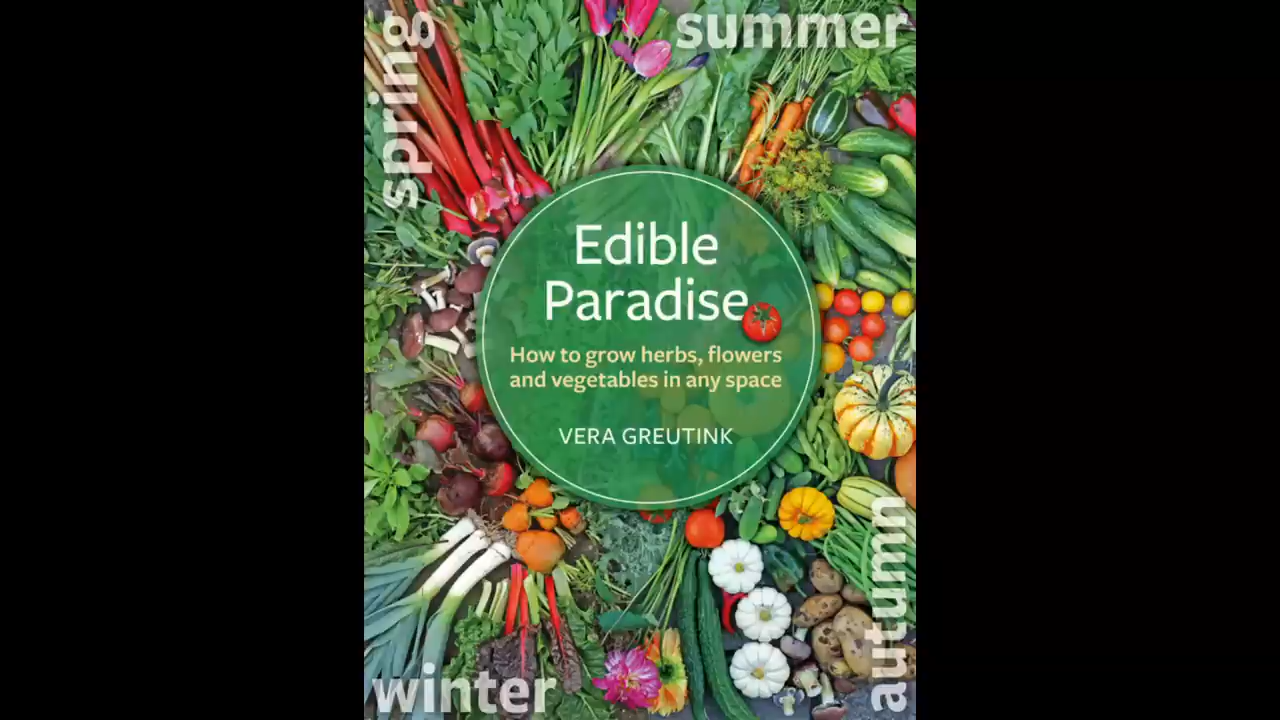 spring
summer
Edible
Paradise
How to grow herbs, flowers
and vegetables in any space
VERA GREUTINK
autumn
winter